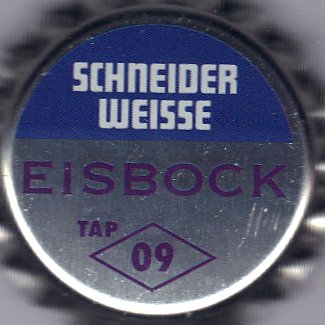 SCHNEIDER
WEISSE
EISBOCK
TAP
09